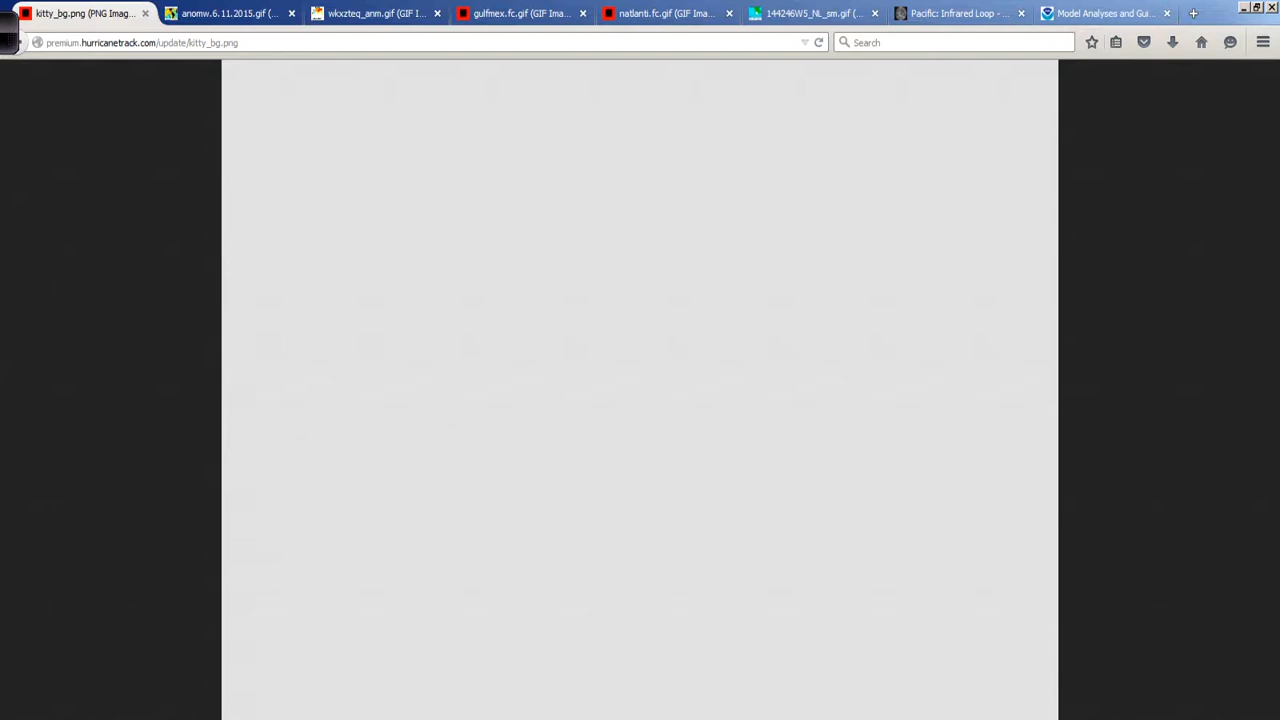 kitty_bg.png (PNG Imag... anomw.6.11.2015.gif (... wkxzteq_anm.gif (GIF I... gulfmex.fc.gif (GIF Ima... natlanti.fc.gif (GIF Ima... 144246W5_NL_sm.gif (... Pacific: Infrared Loop - ... Model Analyses and Gui...
premium.hurricanetrack.com/update/kitty_bg.png Search